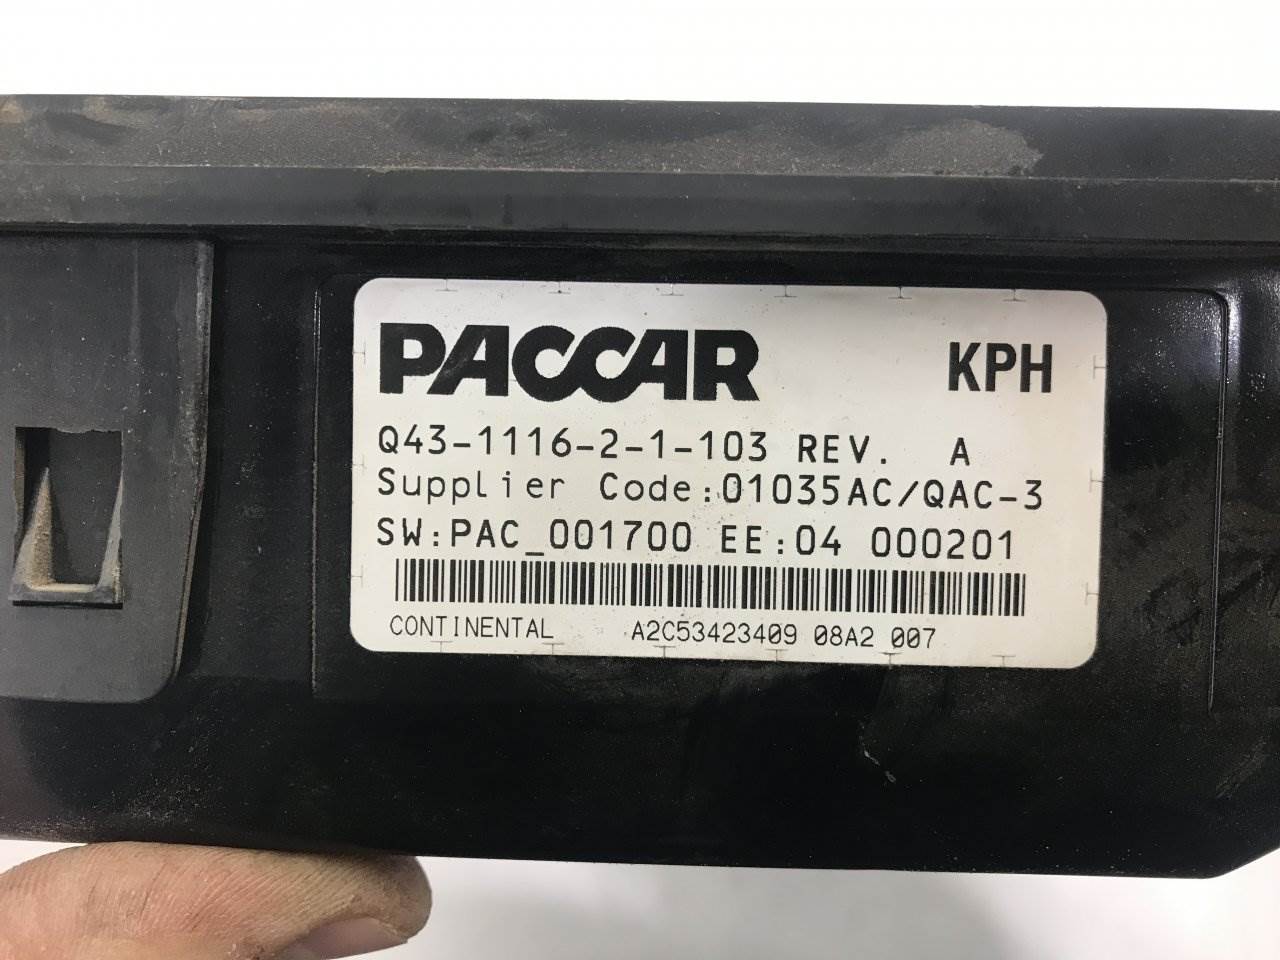 PACCAR KPH
Q43-1116-2-1-103 REV. A
Supplier Code:01035AC/QAC-3
SW:PAC_001700 EE:04 000201
CONTINENTAL A2C53423409 08A2 007